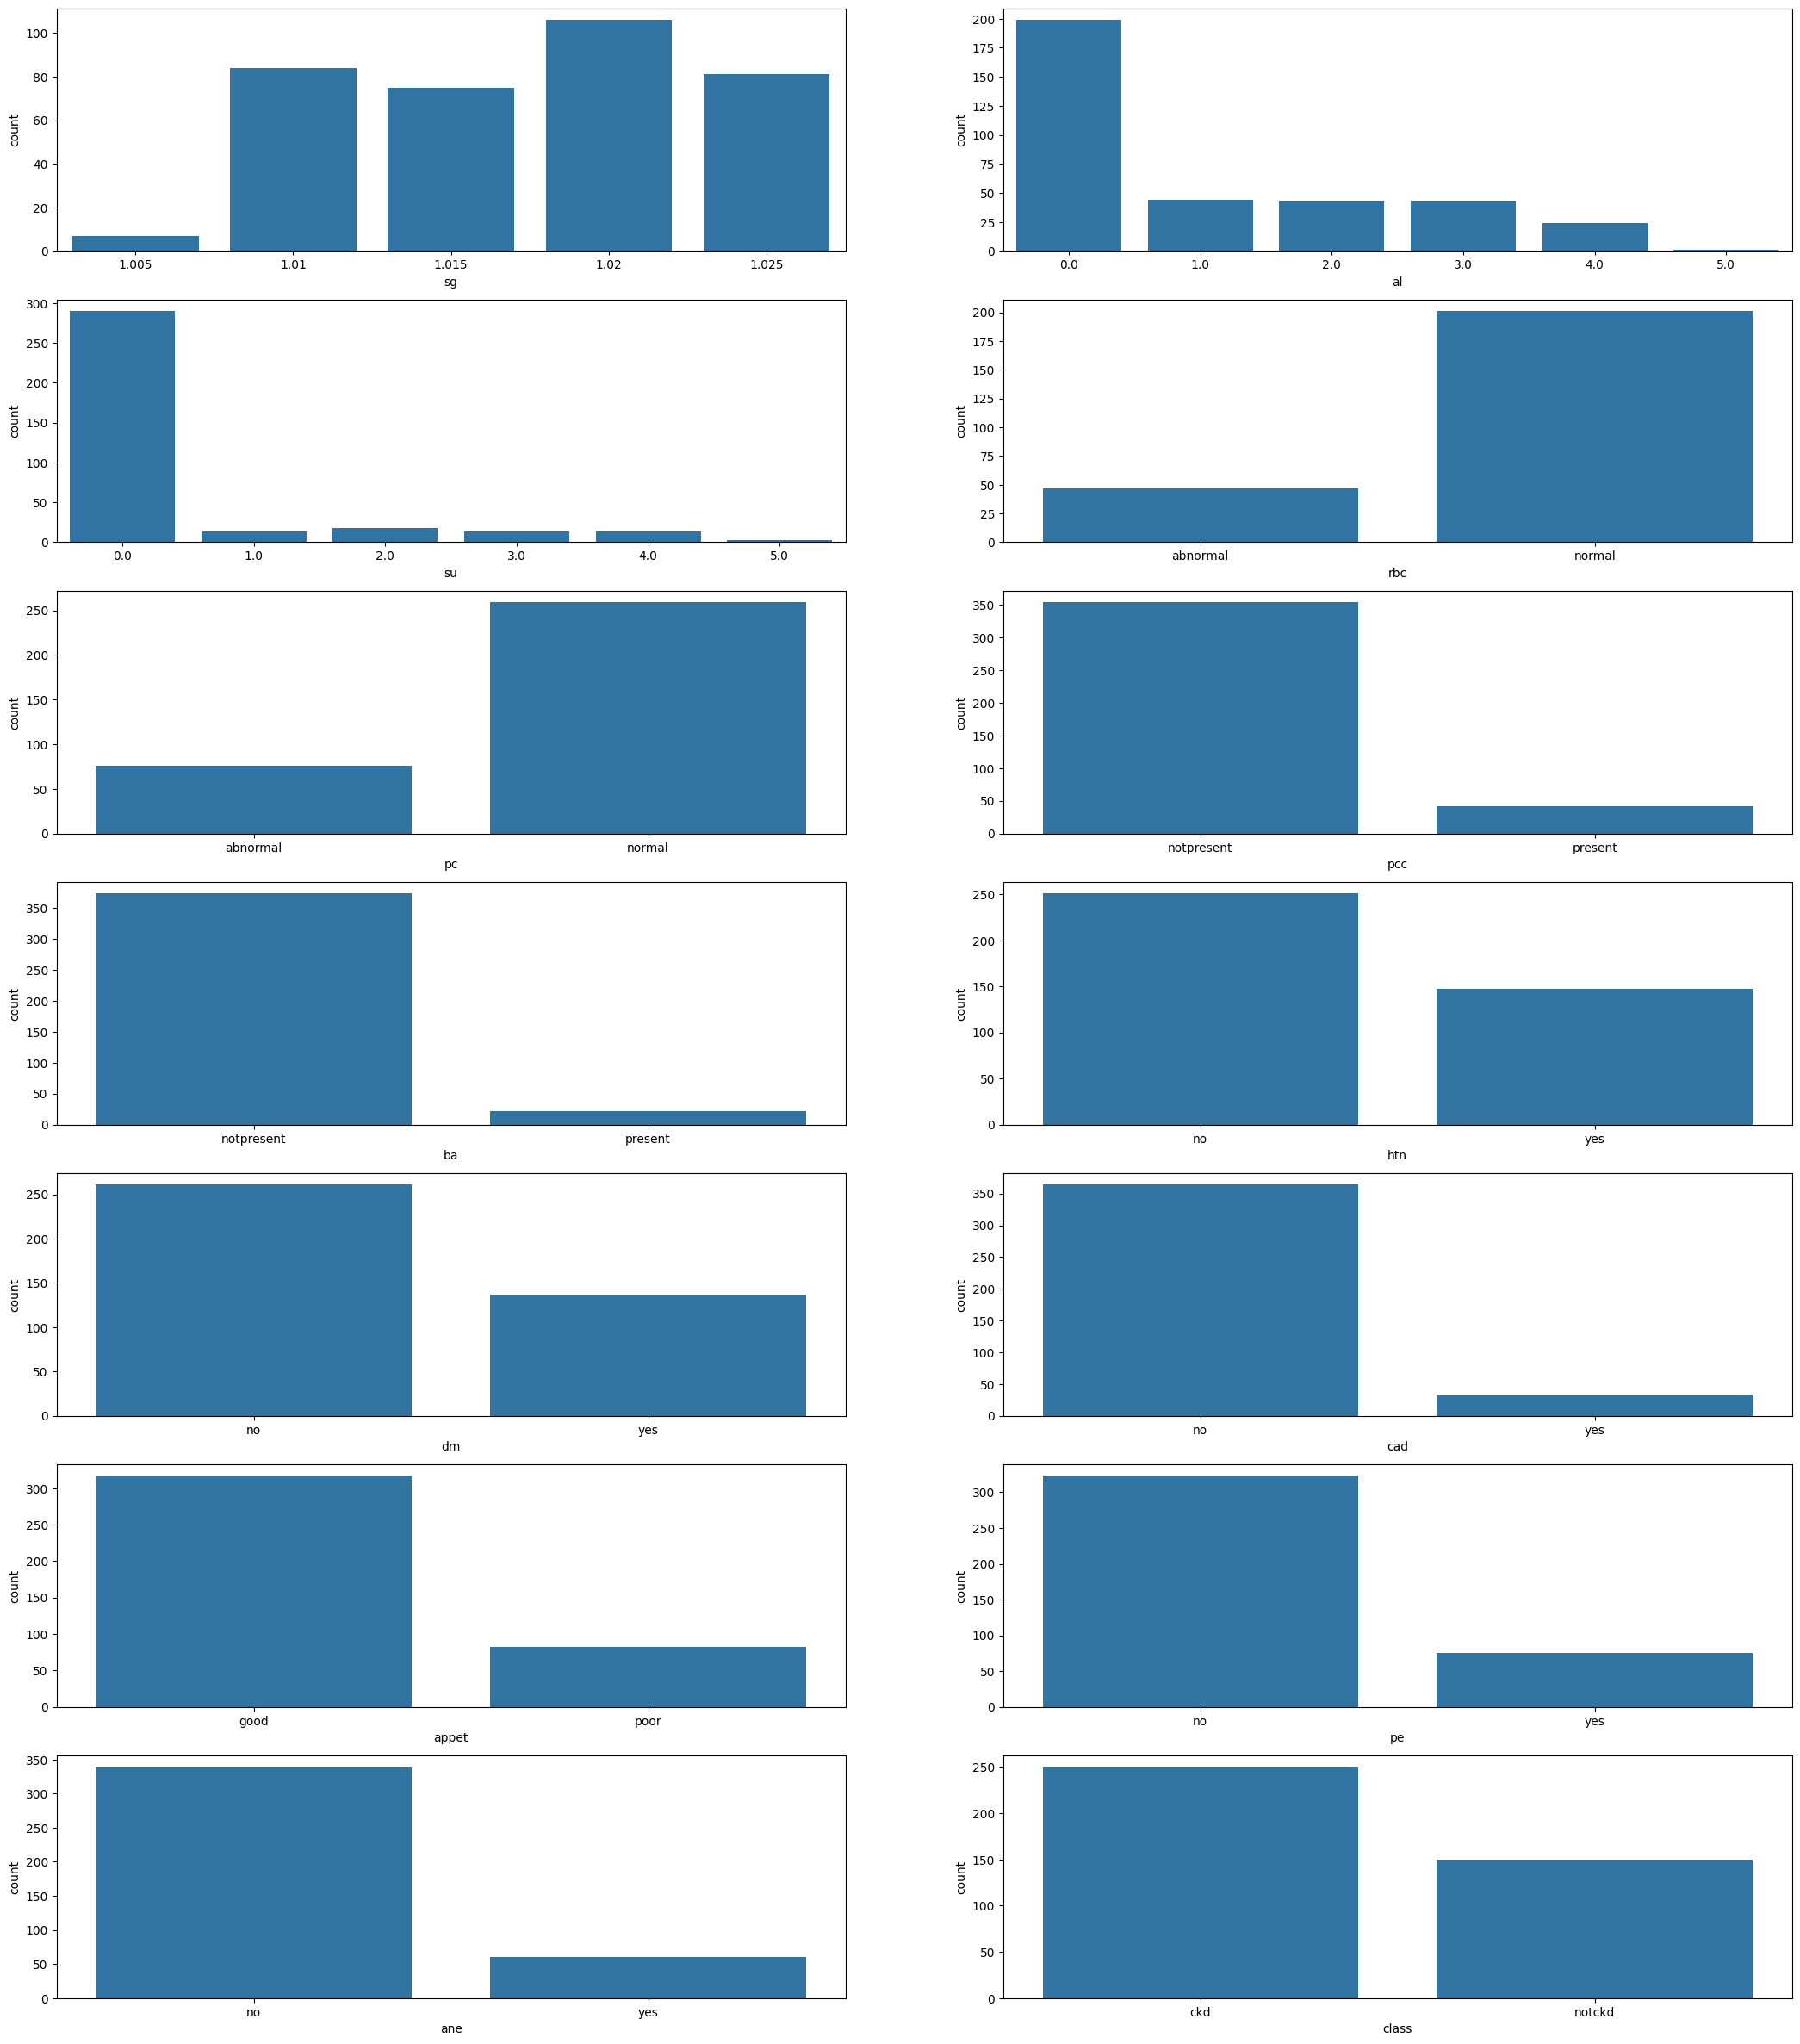 100
80
60
40
20
0
count
1.005 1.01 1.015 1.02 1.025
sg
200
175
150
125
100
75
50
25
0
count
0.0 1.0 2.0 3.0 4.0 5.0
al
300
250
200
150
100
50
0
count
0.0 1.0 2.0 3.0 4.0 5.0
su
200
175
150
125
100
75
50
25
0
count
abnormal normal
rbc
250
200
150
100
50
0
count
abnormal normal
pc
350
300
250
200
150
100
50
0
count
notpresent present
pcc
350
300
250
200
150
100
50
0
count
notpresent present
ba
250
200
150
100
50
0
count
no yes
htn
250
200
150
100
50
0
count
no yes
dm
350
300
250
200
150
100
50
0
count
no yes
cad
300
250
200
150
100
50
0
count
good poor
appet
300
250
200
150
100
50
0
count
no yes
pe
350
300
250
200
150
100
50
0
count
no yes
ane
250
200
150
100
50
0
count
ckd notckd
class